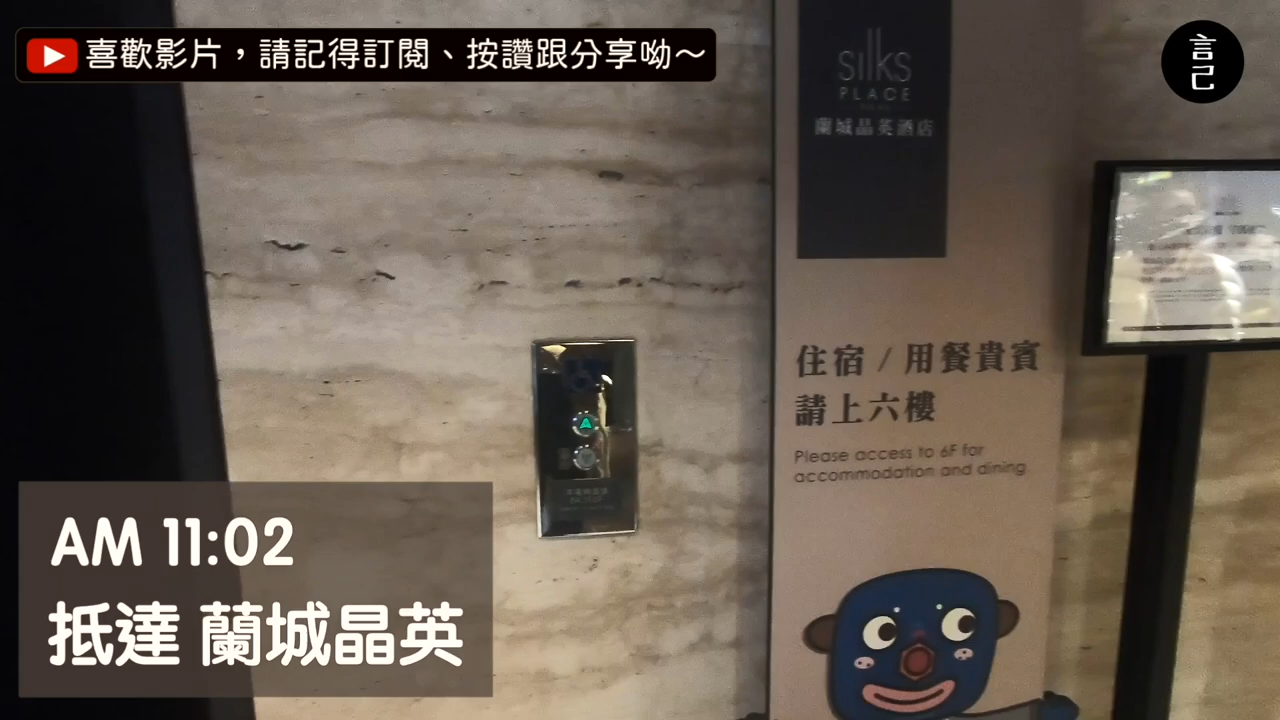 喜歡影片，請記得訂閱、按讚跟分享呦～
言己
silks
PLACE
蘭城晶英酒店
住宿 / 用餐貴賓
請上六樓
Please access to 6F for
accommodation and dining
AM 11:02
抵達 蘭城晶英